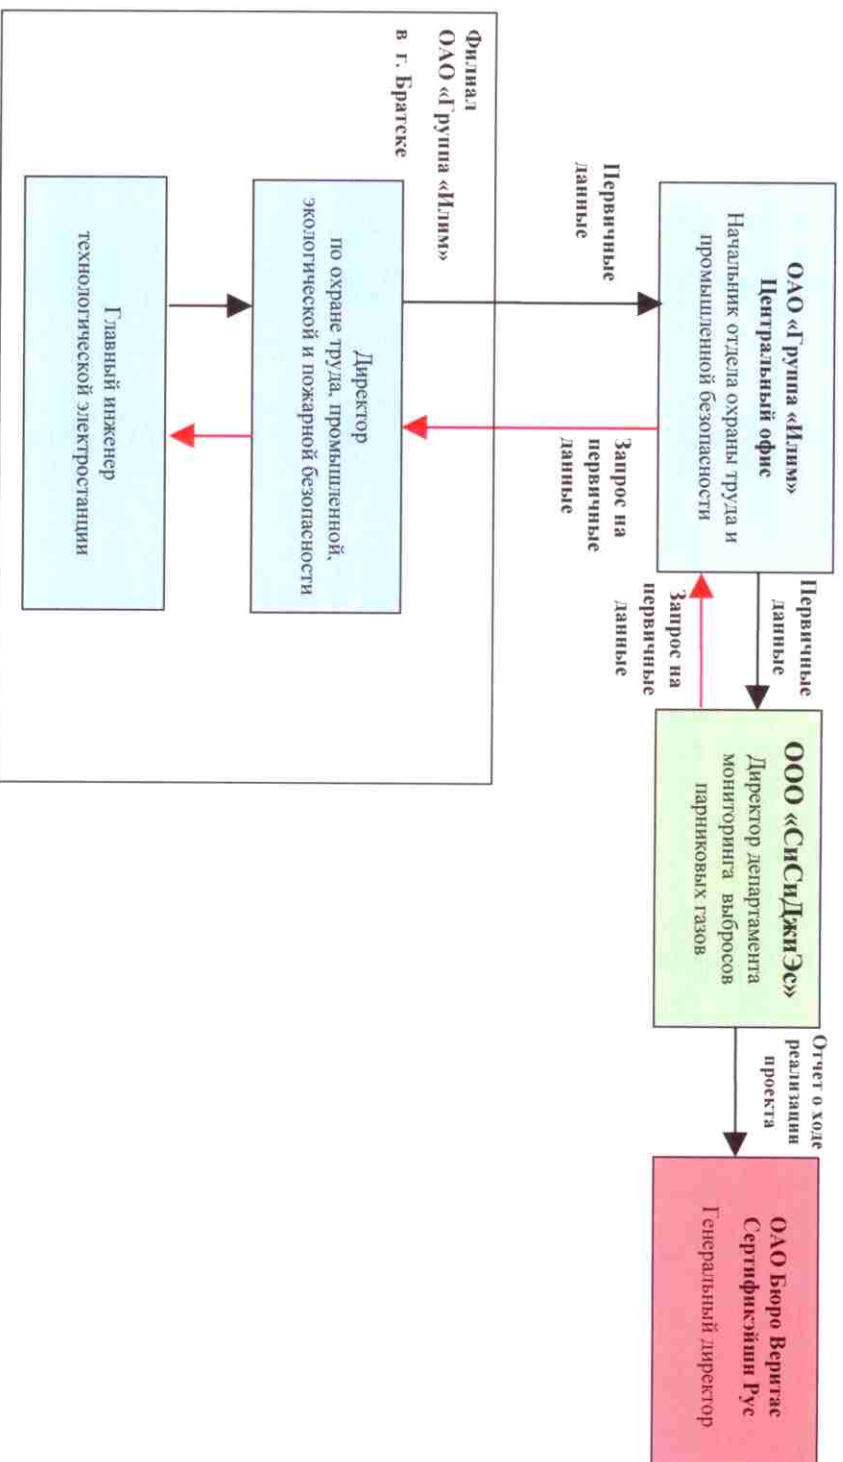 ОАО «Группа «Илим»
Центральный офис
Начальник отдела охраны труда и
промышленной безопасности
Первичные
данные
Запрос на
первичные
данные
ООО «СиСиДжиЭс»
Директор департамента
мониторинга выбросов
парниковых газов
Отчет о ходе
реализации
проекта
ОАО Бюро Веритас
Сертификэйшн Рус
Генеральный директор
Первичные
данные
Запрос на
первичные
данные
Филиал
ОАО «Группа «Илим»
в г. Братске
Директор
по охране труда, промышленной,
экологической и пожарной безопасности
Главный инженер
технологической электростанции